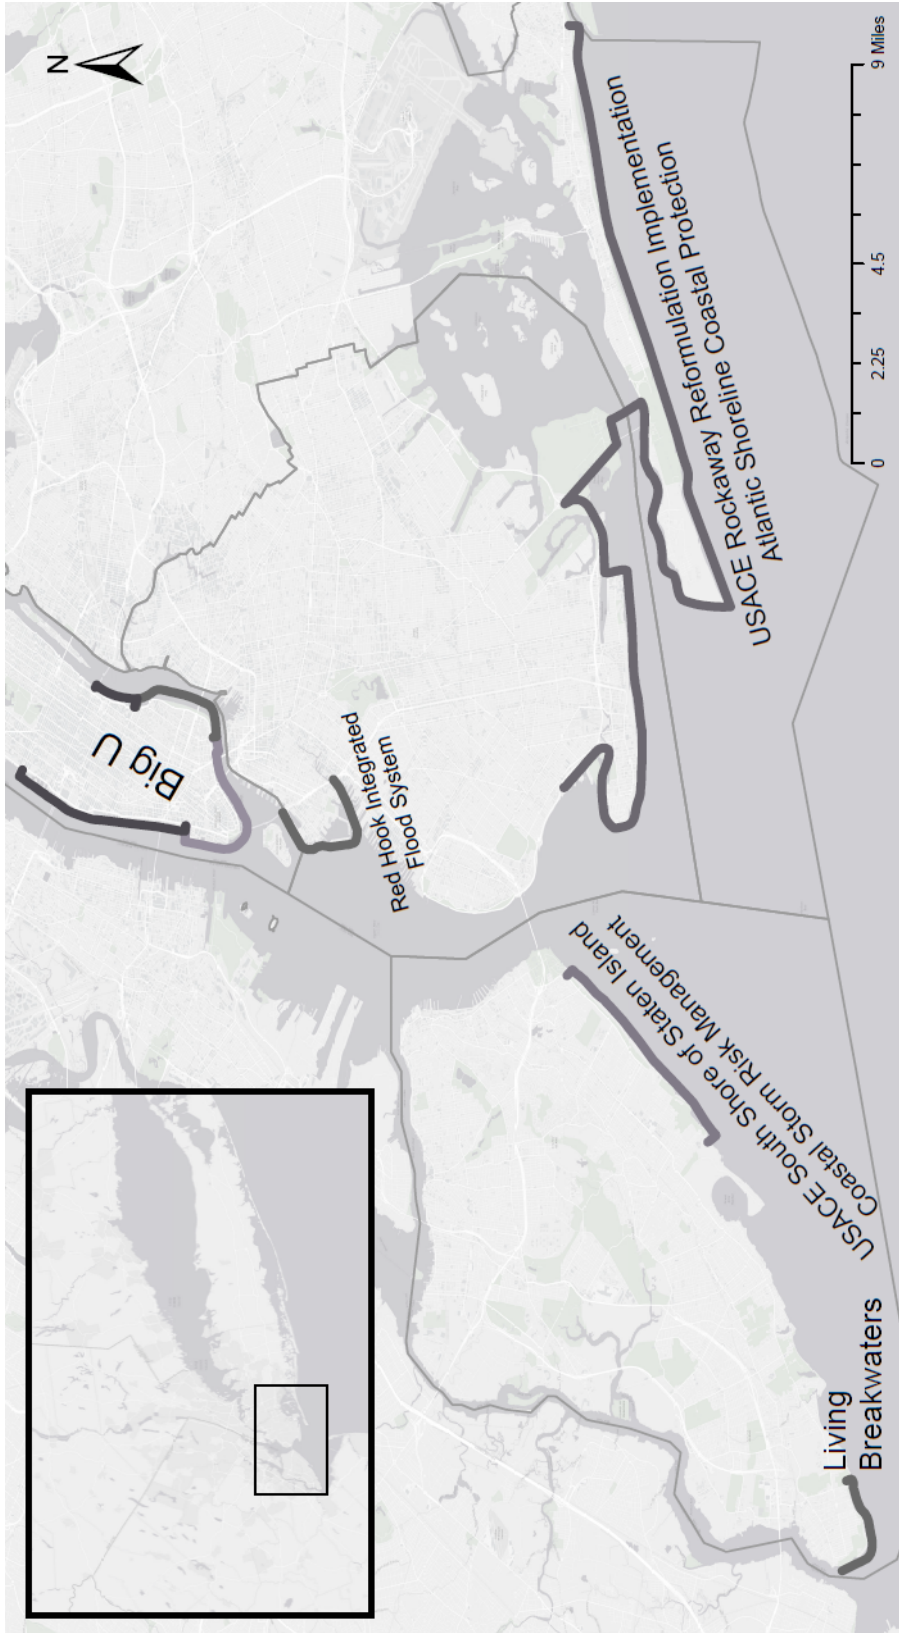 N
Big U
Red Hook Integrated
Flood System
USACE Rockaway Reformulation Implementation
Atlantic Shoreline Coastal Protection
USACE South Shore of Staten Island
Coastal Storm Risk Management
Living
Breakwaters
0 2.25 4.5 9 Miles